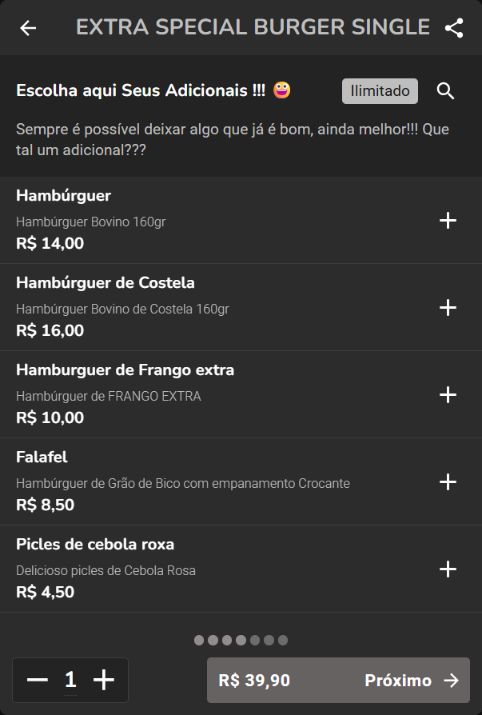 EXTRA SPECIAL BURGER SINGLE
Escolha aqui Seus Adicionais !!! 😀 Ilimitado
Sempre é possível deixar algo que já é bom, ainda melhor!!! Que
tal um adicional???
Hambúrguer
Hambúrguer Bovino 160gr
R$ 14,00
Hambúrguer de Costela
Hambúrguer Bovino de Costela 160gr
R$ 16,00
Hamburguer de Frango extra
Hambúrguer de FRANGO EXTRA
R$ 10,00
Falafel
Hambúrguer de Grão de Bico com empanamento Crocante
R$ 8,50
Picles de cebola roxa
Delicioso picles de Cebola Rosa
R$ 4,50
1
R$ 39,90 Próximo